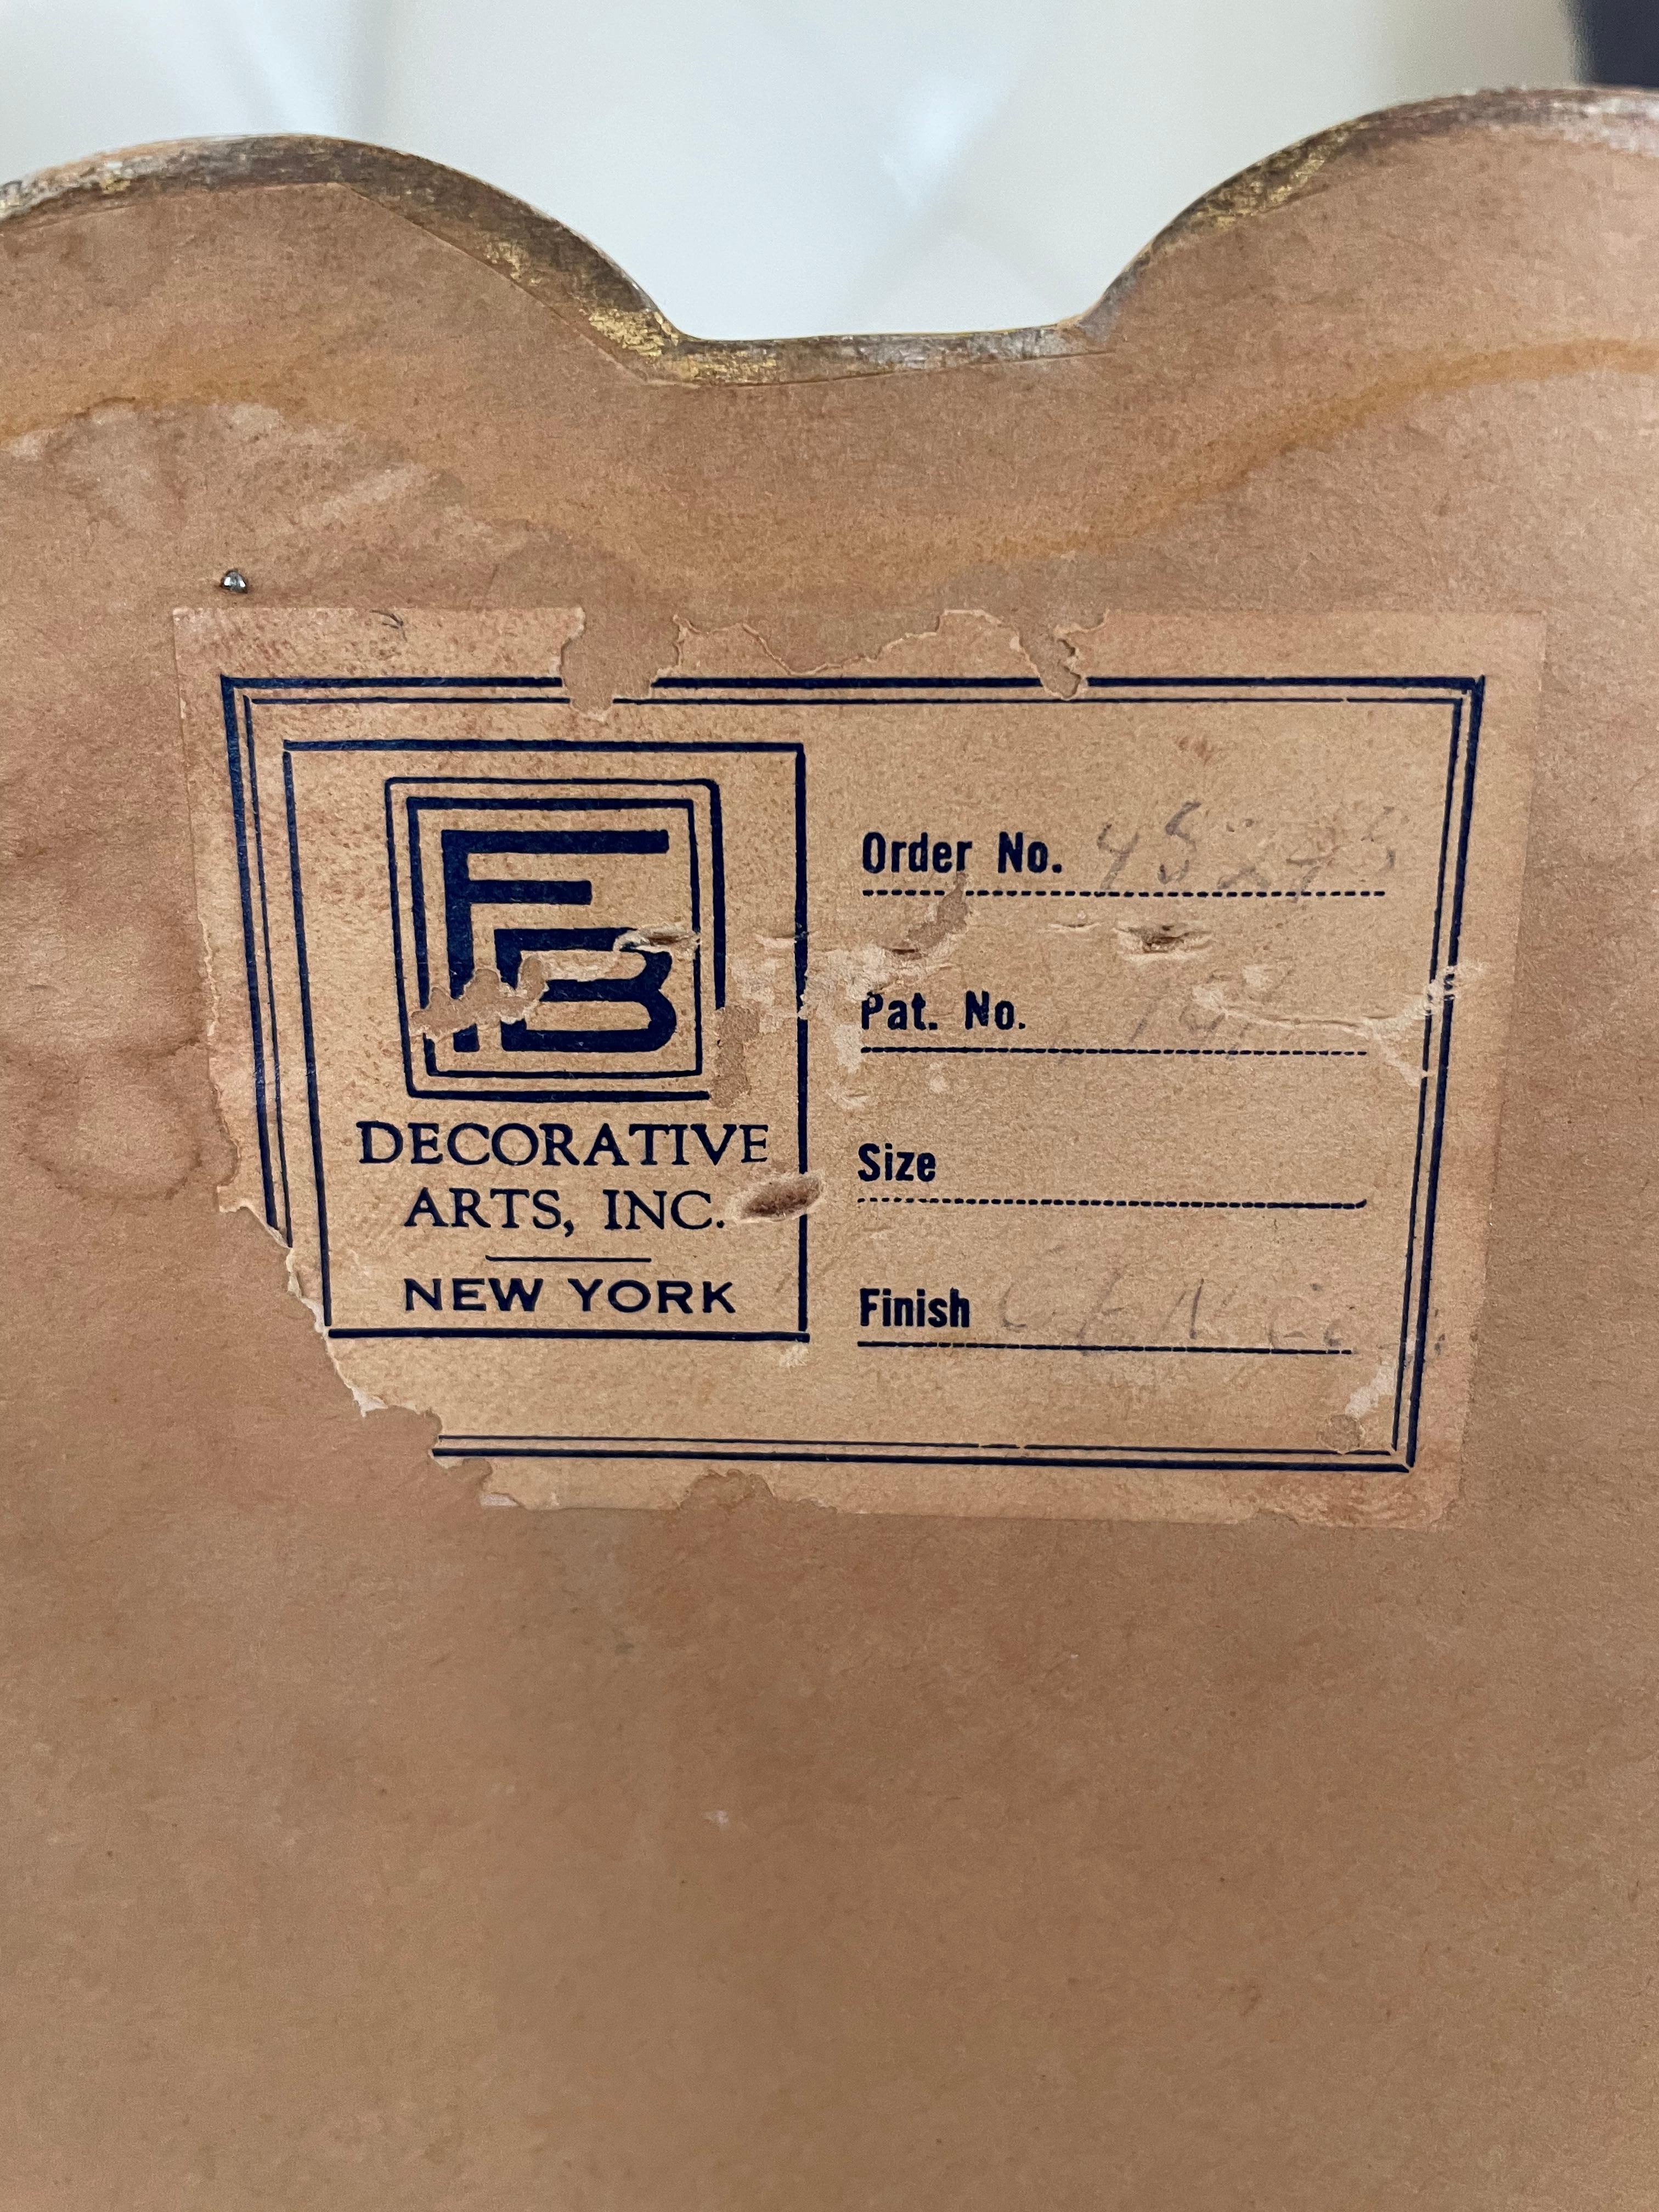 FB
DECORATIVE
ARTS, INC.
NEW YORK
Order No.
Pat. No.
Size
Finish